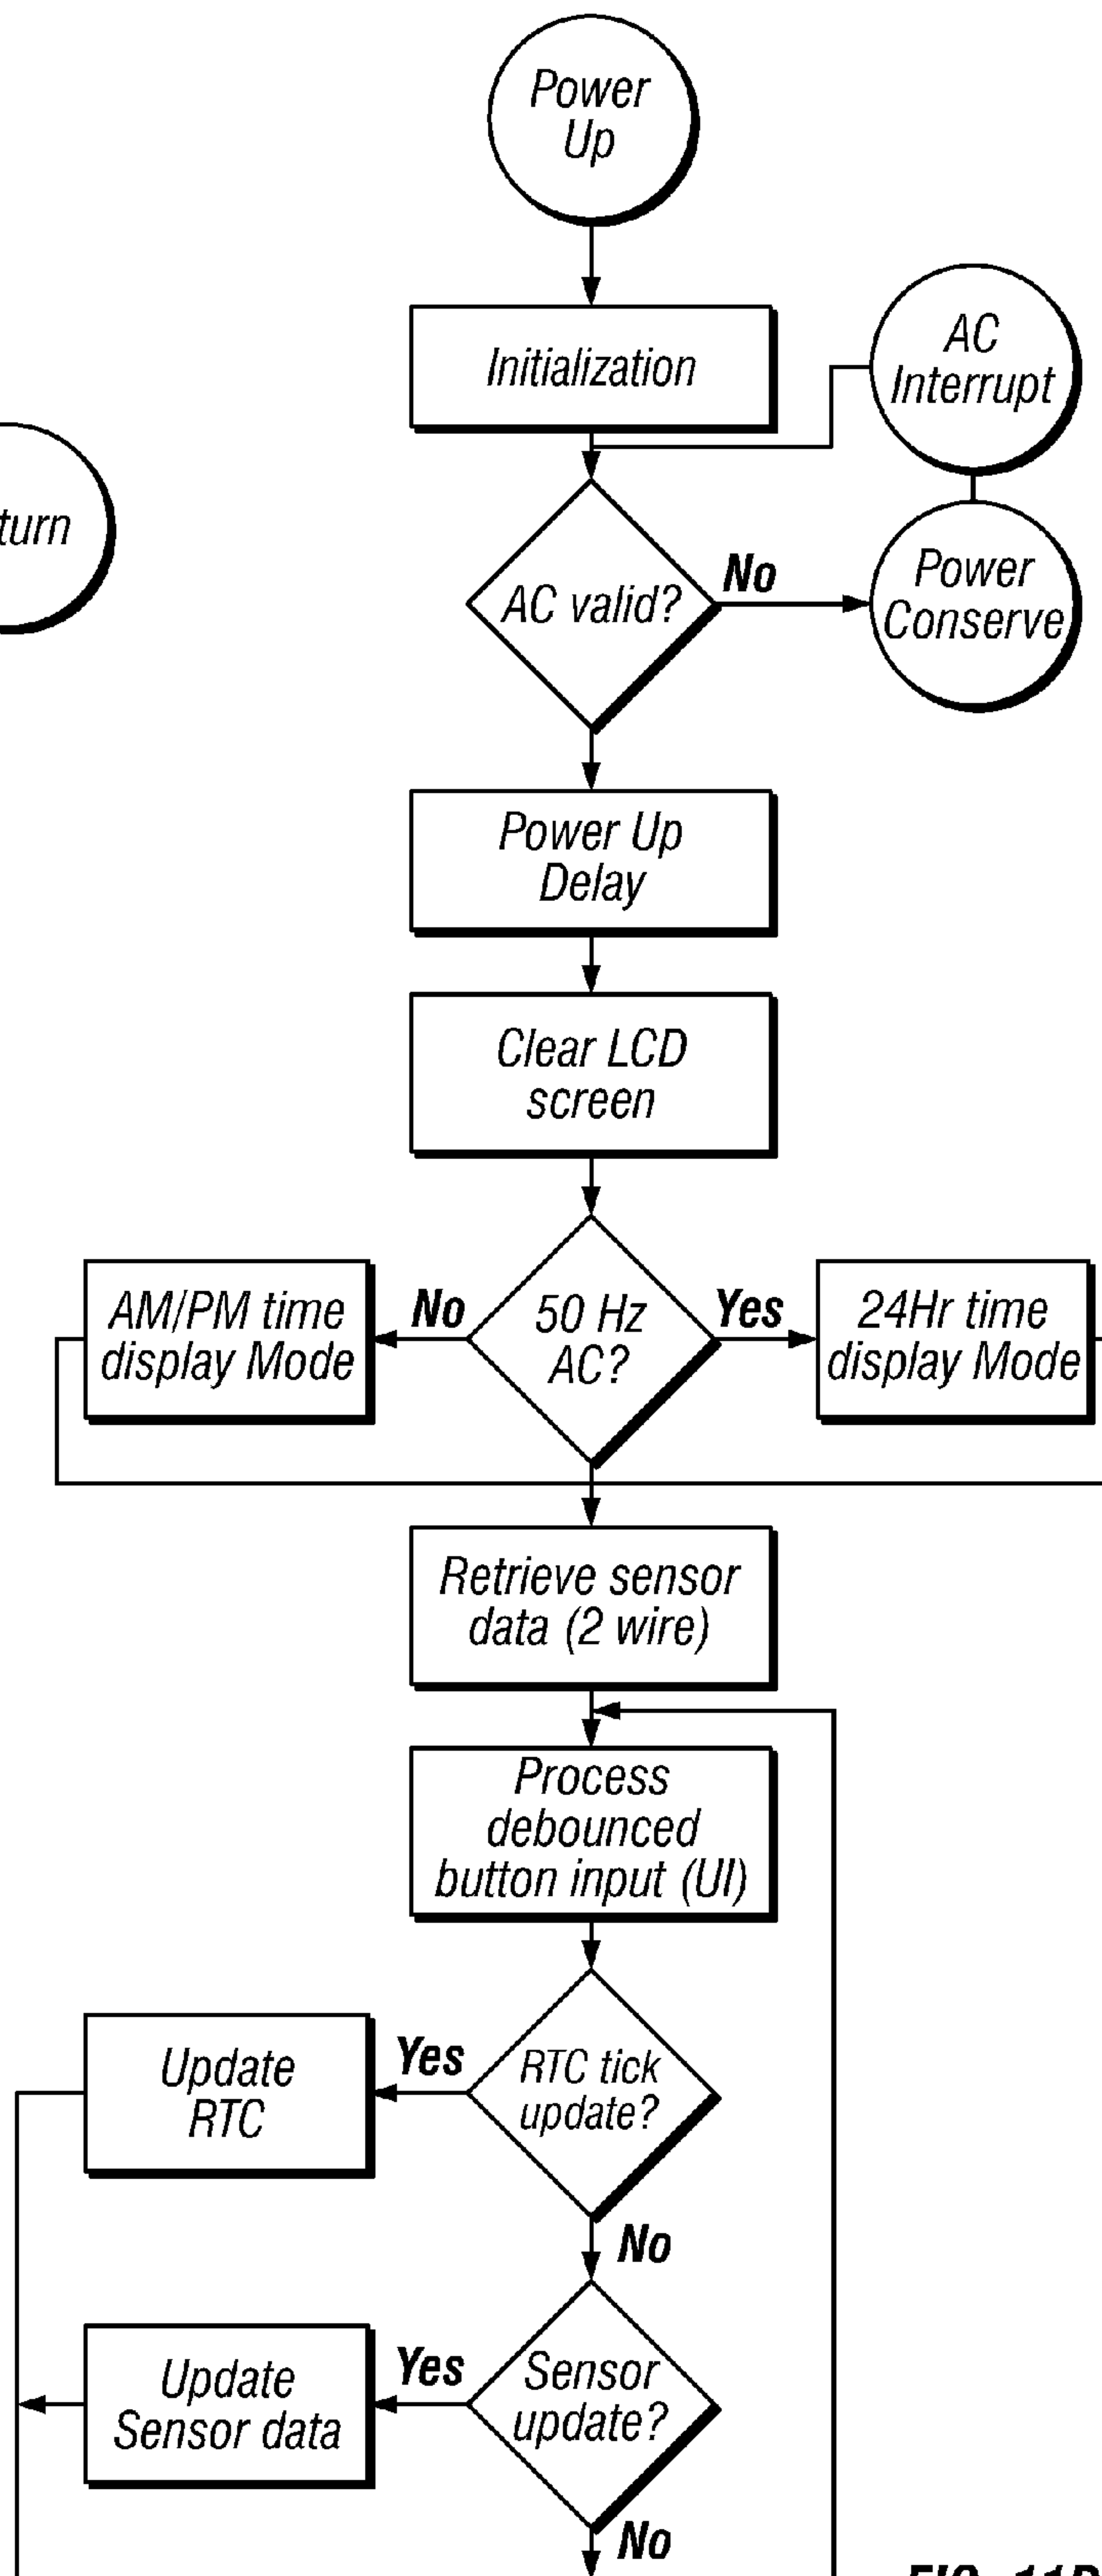 Power
Up
Initialization
AC
Interrupt
turn
AC valid?
No
Power
Conserve
Power Up
Delay
Clear LCD
screen
AM/PM time
display Mode
No
50 Hz
AC?
Yes
24Hr time
display Mode
Retrieve sensor
data (2 wire)
Process
debounced
button input (UI)
Update
RTC
Yes
RTC tick
update?
No
Update
Sensor data
Yes
Sensor
update?
No